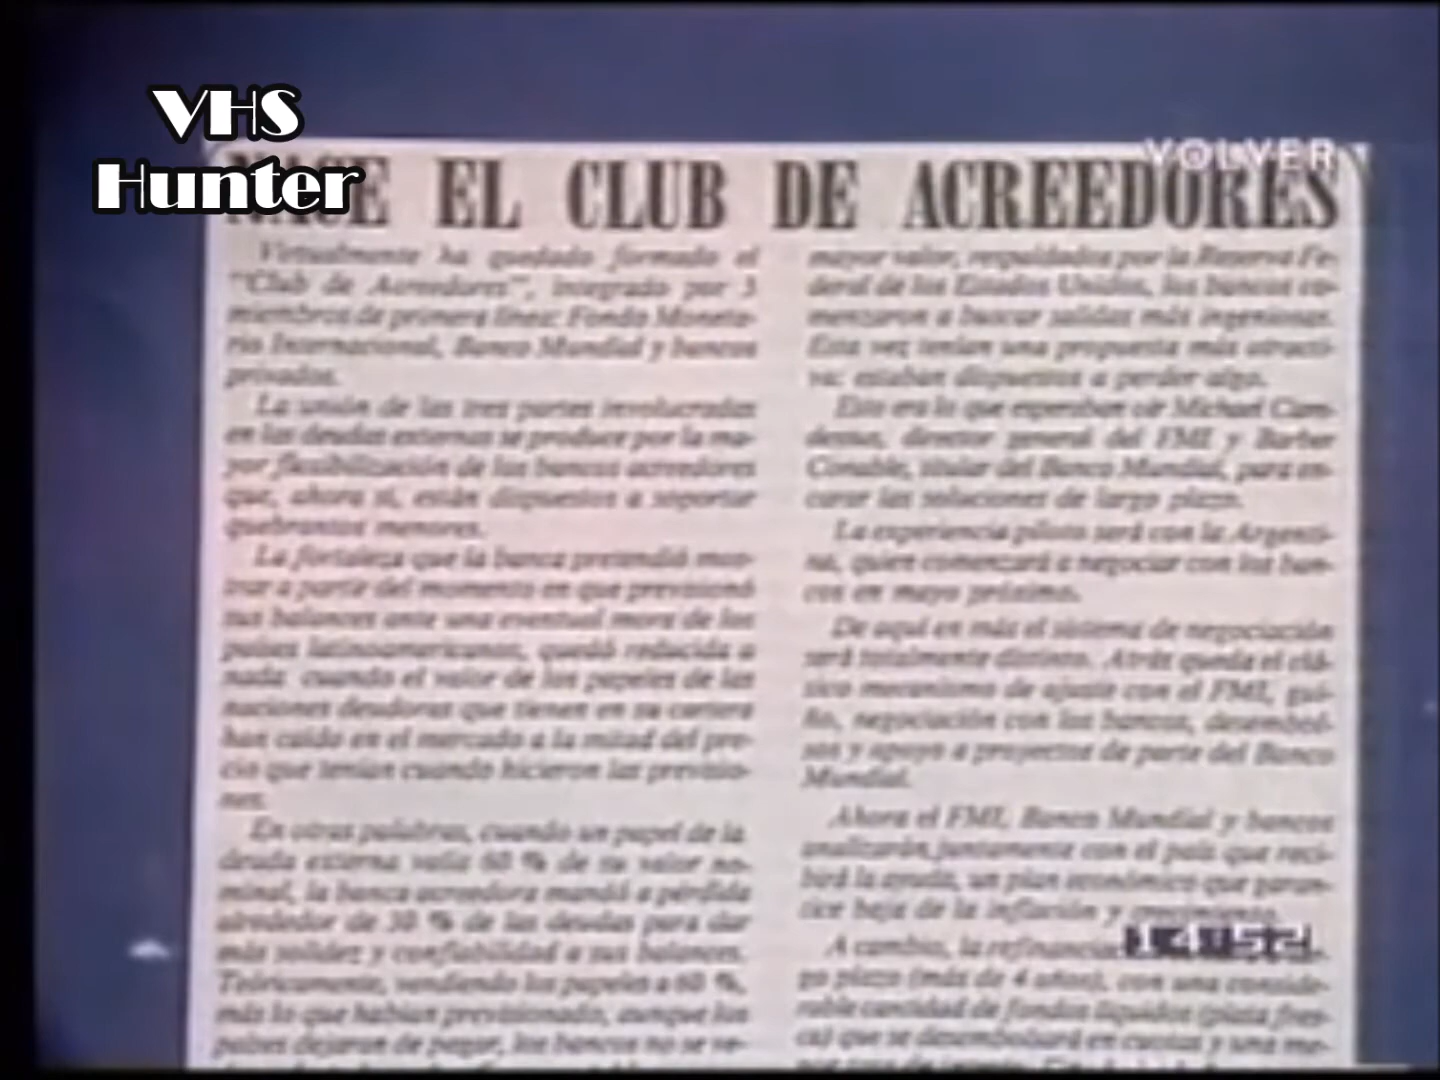 VHS
Hunter
VOLVER
NACE EL CLUB DE ACREEDORES
Virtualmente ha quedado formado el
"Club de Acreedores", integrado por 3
miembros de primera línea: Fondo Moneta-
rio Internacional, Banco Mundial y bancos
privados.
La unión de las tres partes involucradas
en las deudas externas se produce por la ma-
yor flexibilización de los bancos acreedores
que, ahora sí, están dispuestos a soportar
quebrantos menores.
La fortaleza que la banca pretendió mos-
trar a partir del momento en que previsionó
sus balances ante una eventual mora de los
países latinoamericanos, quedó reducida a
nada cuando el valor de los papeles de las
naciones deudoras que tienen en su cartera
han caído en el mercado a la mitad del pre-
cio que tenían cuando hicieron las previsio-
nes.
En otras palabras, cuando un papel de la
deuda externa valía 60 % de su valor no-
minal, la banca acreedora mandó a pérdida
alrededor de 30 % de las deudas para dar
más solidez y confiabilidad a sus balances.
Teóricamente, vendiendo los papeles a 60 %,
más lo que habían previsionado, aunque los
países dejaran de pagar, los bancos no se ve-
mayor valor, respaldados por la Reserva Fe-
deral de los Estados Unidos, los bancos co-
menzaron a buscar salidas más ingeniosas.
Esta vez tenían una propuesta más atracti-
va: estaban dispuestos a perder algo.
Esto era lo que esperaban oír Michael Cam-
dessus, director general del FMI y Barber
Conable, titular del Banco Mundial, para en-
carar las soluciones de largo plazo.
La experiencia piloto será con la Argenti-
na, quien comenzará a negociar con los ban-
cos en mayo próximo.
De aquí en más el sistema de negociación
será totalmente distinto. Atrás queda el clá-
sico mecanismo de ajuste con el FMI, gui-
ño, negociación con los bancos, desembol-
sos y apoyo a proyectos de parte del Banco
Mundial.
Ahora el FMI, Banco Mundial y bancos
analizarán juntamente con el país que reci-
birá la ayuda, un plan económico que garan-
tice baja de la inflación y crecimiento.
A cambio, la refinancia
go plazo (más de 4 años), con una conside-
rable cantidad de fondos líquidos (plata fres-
ca) que se desembolsará en cuotas y una me-